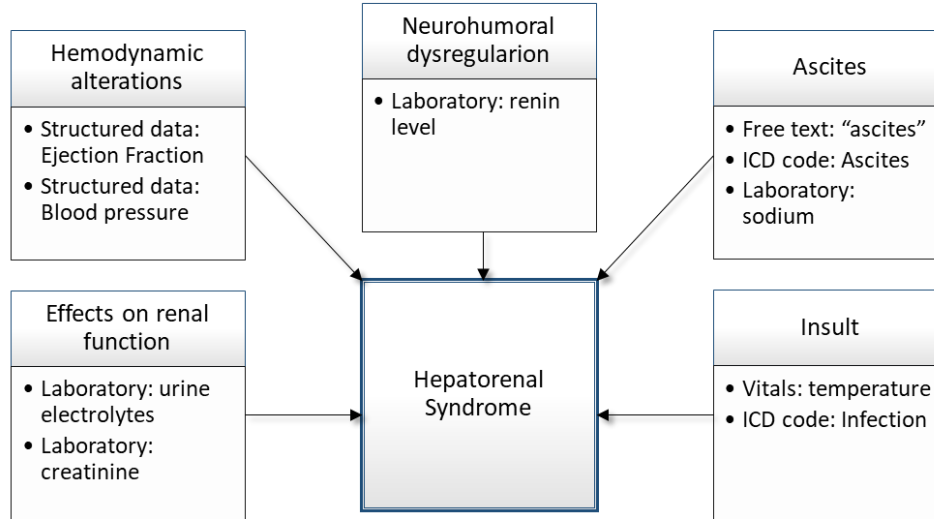 Hemodynamic
alterations
• Structured data:
Ejection Fraction
• Structured data:
Blood pressure
Neurohumoral
dysregularion
• Laboratory: renin
level
Ascites
• Free text: “ascites”
• ICD code: Ascites
• Laboratory:
sodium
Effects on renal
function
• Laboratory: urine
electrolytes
• Laboratory:
creatinine
Hepatorenal
Syndrome
Insult
• Vitals: temperature
• ICD code: Infection